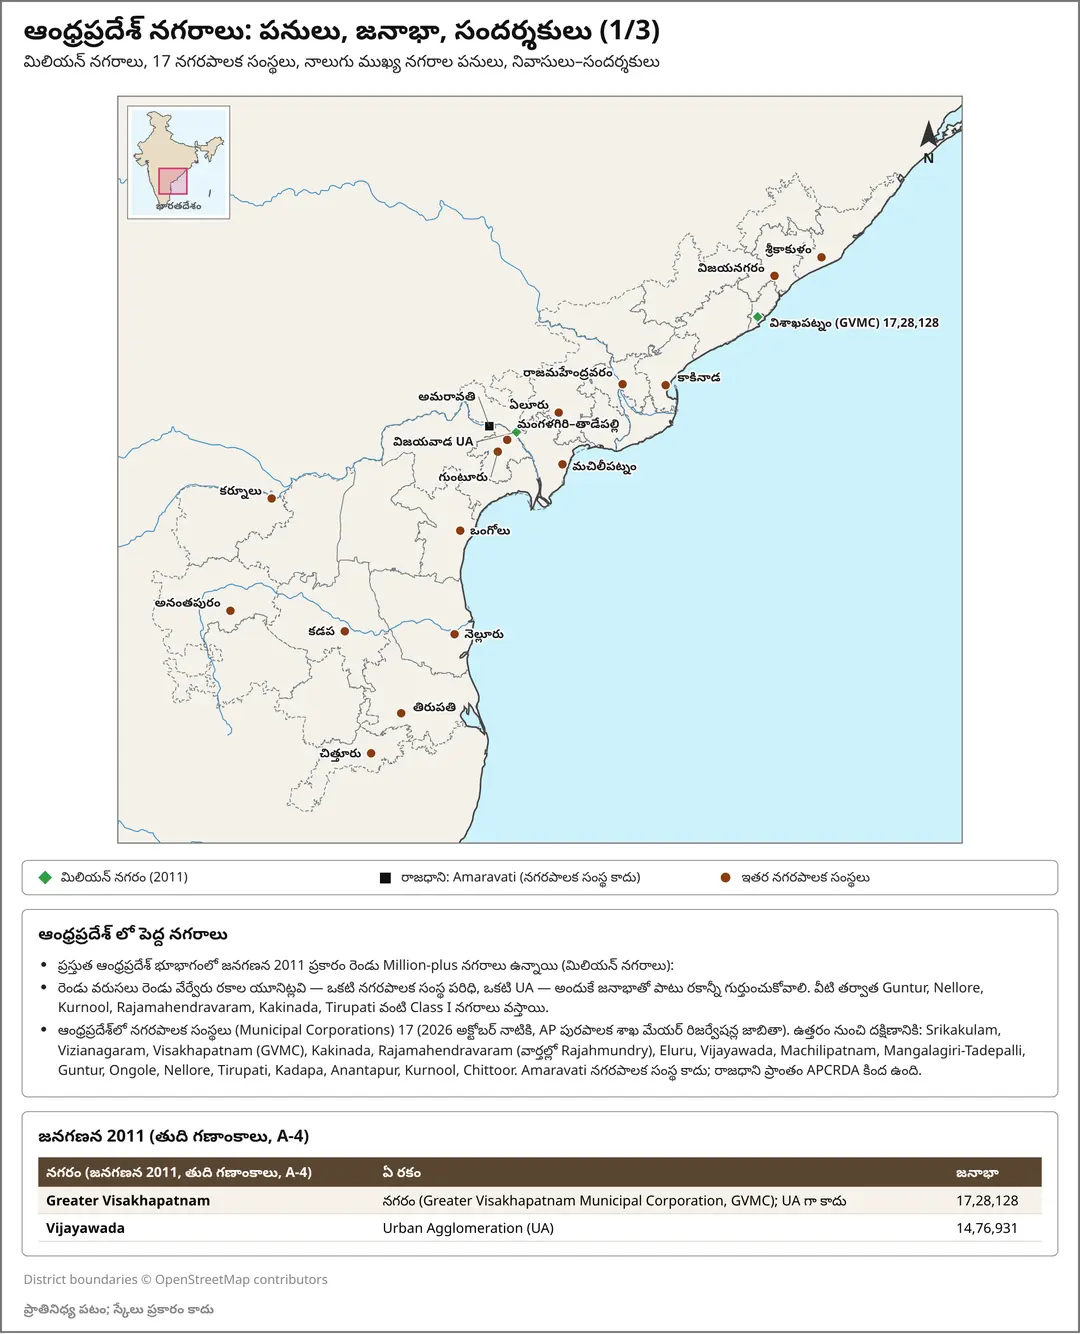 ఆంధ్రప్రదేశ్ నగరాలు: పనులు, జనాభా, సందర్శకులు (1/3)
మిలియన్ నగరాలు, 17 నగరపాలక సంస్థలు, నాలుగు ముఖ్య నగరాల పనులు, నివాసులు–సందర్శకులు
భారతదేశం
N
శ్రీకాకుళం
విజయనగరం
విశాఖపట్నం (GVMC) 17,28,128
రాజమహేంద్రవరం
కాకినాడ
అమరావతి
ఏలూరు
మంగళగిరి–తాడేపల్లి
విజయవాడ UA
మచిలీపట్నం
గుంటూరు
కర్నూలు
ఒంగోలు
అనంతపురం
కడప
నెల్లూరు
తిరుపతి
చిత్తూరు
మిలియన్ నగరం (2011)
రాజధాని: Amaravati (నగరపాలక సంస్థ కాదు)
ఇతర నగరపాలక సంస్థలు
ఆంధ్రప్రదేశ్ లో పెద్ద నగరాలు
• ప్రస్తుత ఆంధ్రప్రదేశ్ భూభాగంలో జనగణన 2011 ప్రకారం రెండు Million-plus నగరాలు ఉన్నాయి (మిలియన్ నగరాలు):
• రెండు వరుసలు రెండు వేర్వేరు రకాల యూనిట్లవి — ఒకటి నగరపాలక సంస్థ పరిధి, ఒకటి UA — అందుకే జనాభాతో పాటు రకాన్నీ గుర్తుంచుకోవాలి. వీటి తర్వాత Guntur, Nellore,
Kurnool, Rajamahendravaram, Kakinada, Tirupati వంటి Class I నగరాలు వస్తాయి.
• ఆంధ్రప్రదేశ్‌లో నగరపాలక సంస్థలు (Municipal Corporations) 17 (2026 అక్టోబర్ నాటికి, AP పురపాలక శాఖ మేయర్ రిజర్వేషన్ల జాబితా). ఉత్తరం నుంచి దక్షిణానికి: Srikakulam,
Vizianagaram, Visakhapatnam (GVMC), Kakinada, Rajamahendravaram (వార్తల్లో Rajahmundry), Eluru, Vijayawada, Machilipatnam, Mangalagiri-Tadepalli,
Guntur, Ongole, Nellore, Tirupati, Kadapa, Anantapur, Kurnool, Chittoor. Amaravati నగరపాలక సంస్థ కాదు; రాజధాని ప్రాంతం APCRDA కింద ఉంది.
జనగణన 2011 (తుది గణాంకాలు, A-4)
నగరం (జనగణన 2011, తుది గణాంకాలు, A-4) ఏ రకం జనాభా
Greater Visakhapatnam నగరం (Greater Visakhapatnam Municipal Corporation, GVMC); UA గా కాదు 17,28,128
Vijayawada Urban Agglomeration (UA) 14,76,931
District boundaries © OpenStreetMap contributors
ప్రాతినిధ్య పటం; స్కేలు ప్రకారం కాదు